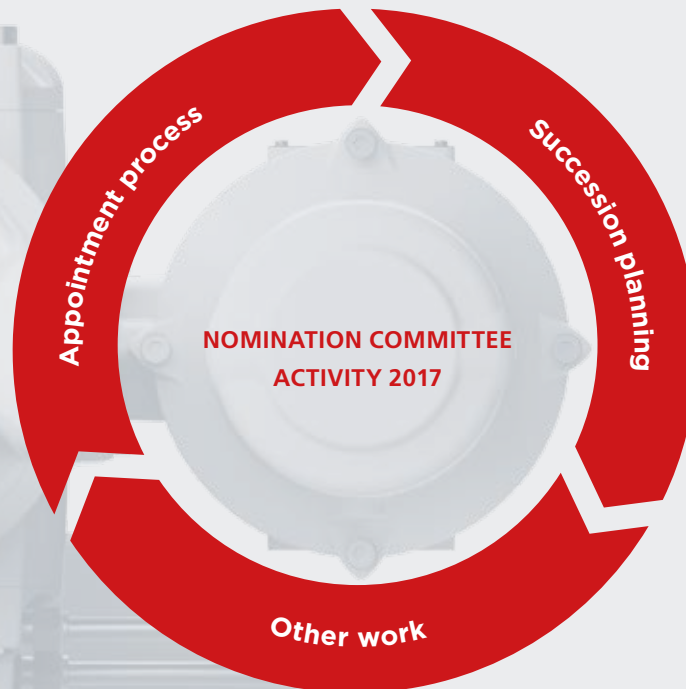 Appointment process
Succession planning
NOMINATION COMMITTEE
ACTIVITY 2017
Other work